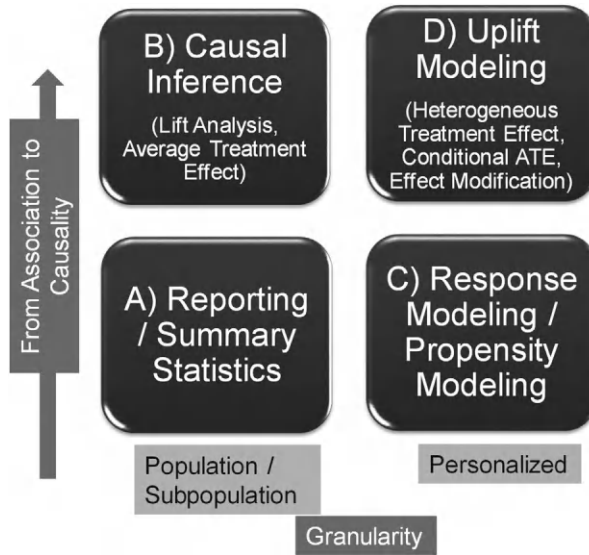 B) Causal
Inference
(Lift Analysis,
Average Treatment
Effect)
D) Uplift
Modeling
(Heterogeneous
Treatment Effect,
Conditional ATE,
Effect Modification)
From Association to
Causality
A) Reporting
/ Summary
Statistics
C) Response
Modeling /
Propensity
Modeling
Population /
Subpopulation
Personalized
Granularity